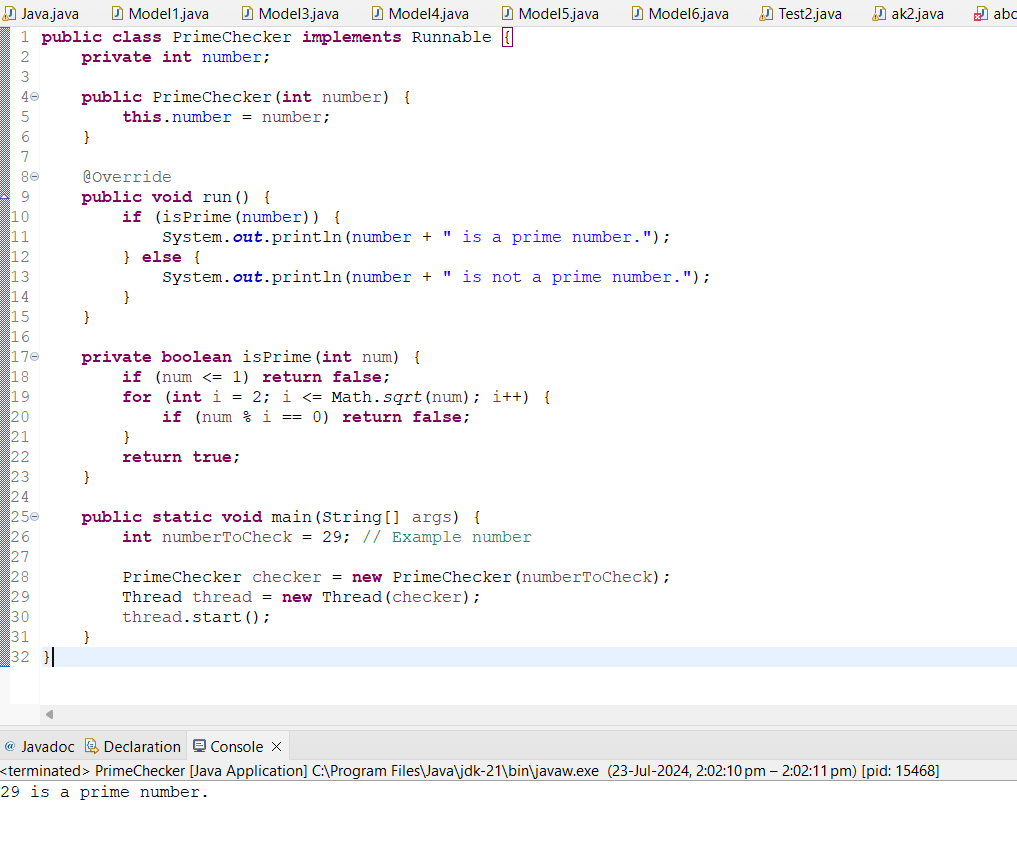 Java.java Model1.java Model3.java Model4.java Model5.java Model6.java Test2.java ak2.java abc
1 public class PrimeChecker implements Runnable {
2     private int number;
3
4     public PrimeChecker(int number) {
5         this.number = number;
6     }
7
8     @Override
9     public void run() {
10         if (isPrime(number)) {
11             System.out.println(number + " is a prime number.");
12         } else {
13             System.out.println(number + " is not a prime number.");
14         }
15     }
16
17     private boolean isPrime(int num) {
18         if (num <= 1) return false;
19         for (int i = 2; i <= Math.sqrt(num); i++) {
20             if (num % i == 0) return false;
21         }
22         return true;
23     }
24
25     public static void main(String[] args) {
26         int numberToCheck = 29; // Example number
27
28         PrimeChecker checker = new PrimeChecker(numberToCheck);
29         Thread thread = new Thread(checker);
30         thread.start();
31     }
32 }
@ Javadoc Declaration Console
<terminated> PrimeChecker [Java Application] C:\Program Files\Java\jdk-21\bin\javaw.exe (23-Jul-2024, 2:02:10 pm – 2:02:11 pm) [pid: 15468]
29 is a prime number.